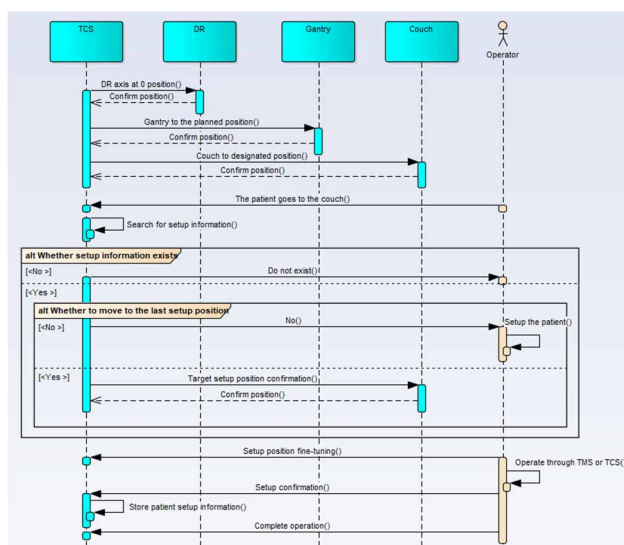 TCS
DR
Gantry
Couch
Operator
DR axis at 0 position()
Confirm position()
Gantry to the planned position()
Confirm position()
Couch to designated position()
Confirm position()
The patient goes to the couch()
Search for setup information()
alt Whether setup information exists
[<No >]
Do not exist()
[<Yes >]
alt Whether to move to the last setup position
[<No >]
No()
Setup the patient()
[<Yes >]
Target setup position confirmation()
Confirm position()
Setup position fine-tuning()
Operate through TMS or TCS()
Setup confirmation()
Store patient setup information()
Complete operation()